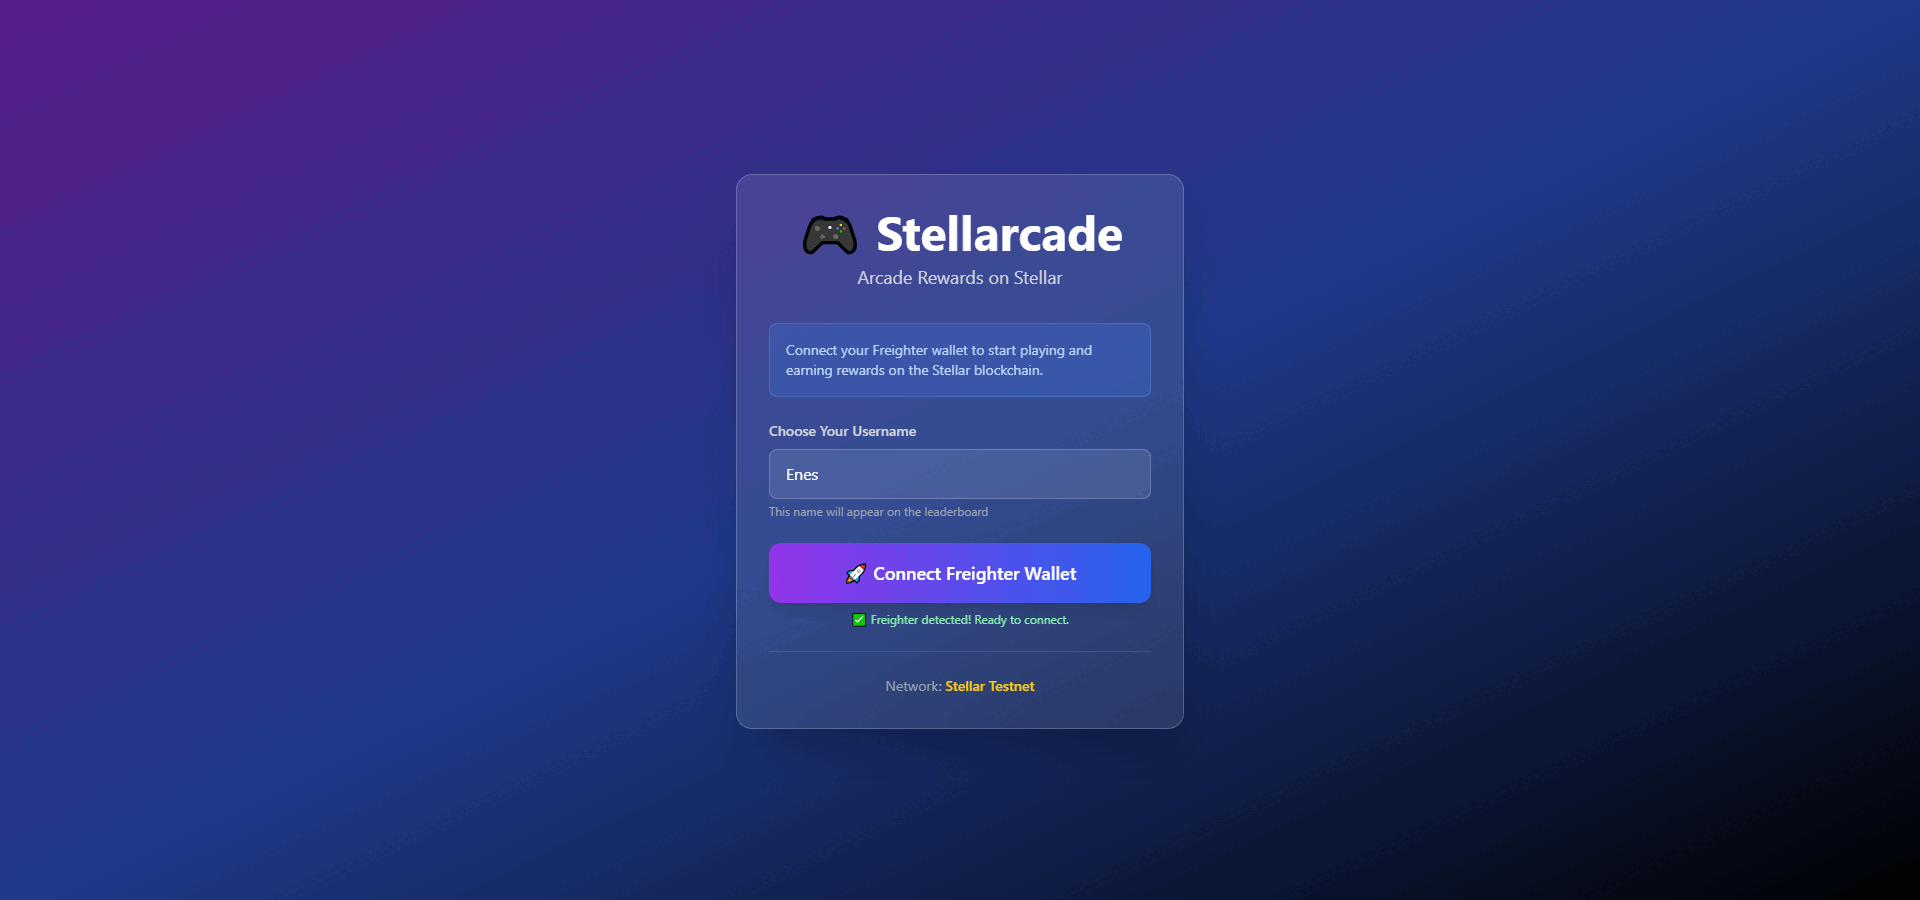 🎮 Stellarcade
Arcade Rewards on Stellar
Connect your Freighter wallet to start playing and
earning rewards on the Stellar blockchain.
Choose Your Username
Enes
This name will appear on the leaderboard
🚀 Connect Freighter Wallet
✅ Freighter detected! Ready to connect.
Network: Stellar Testnet